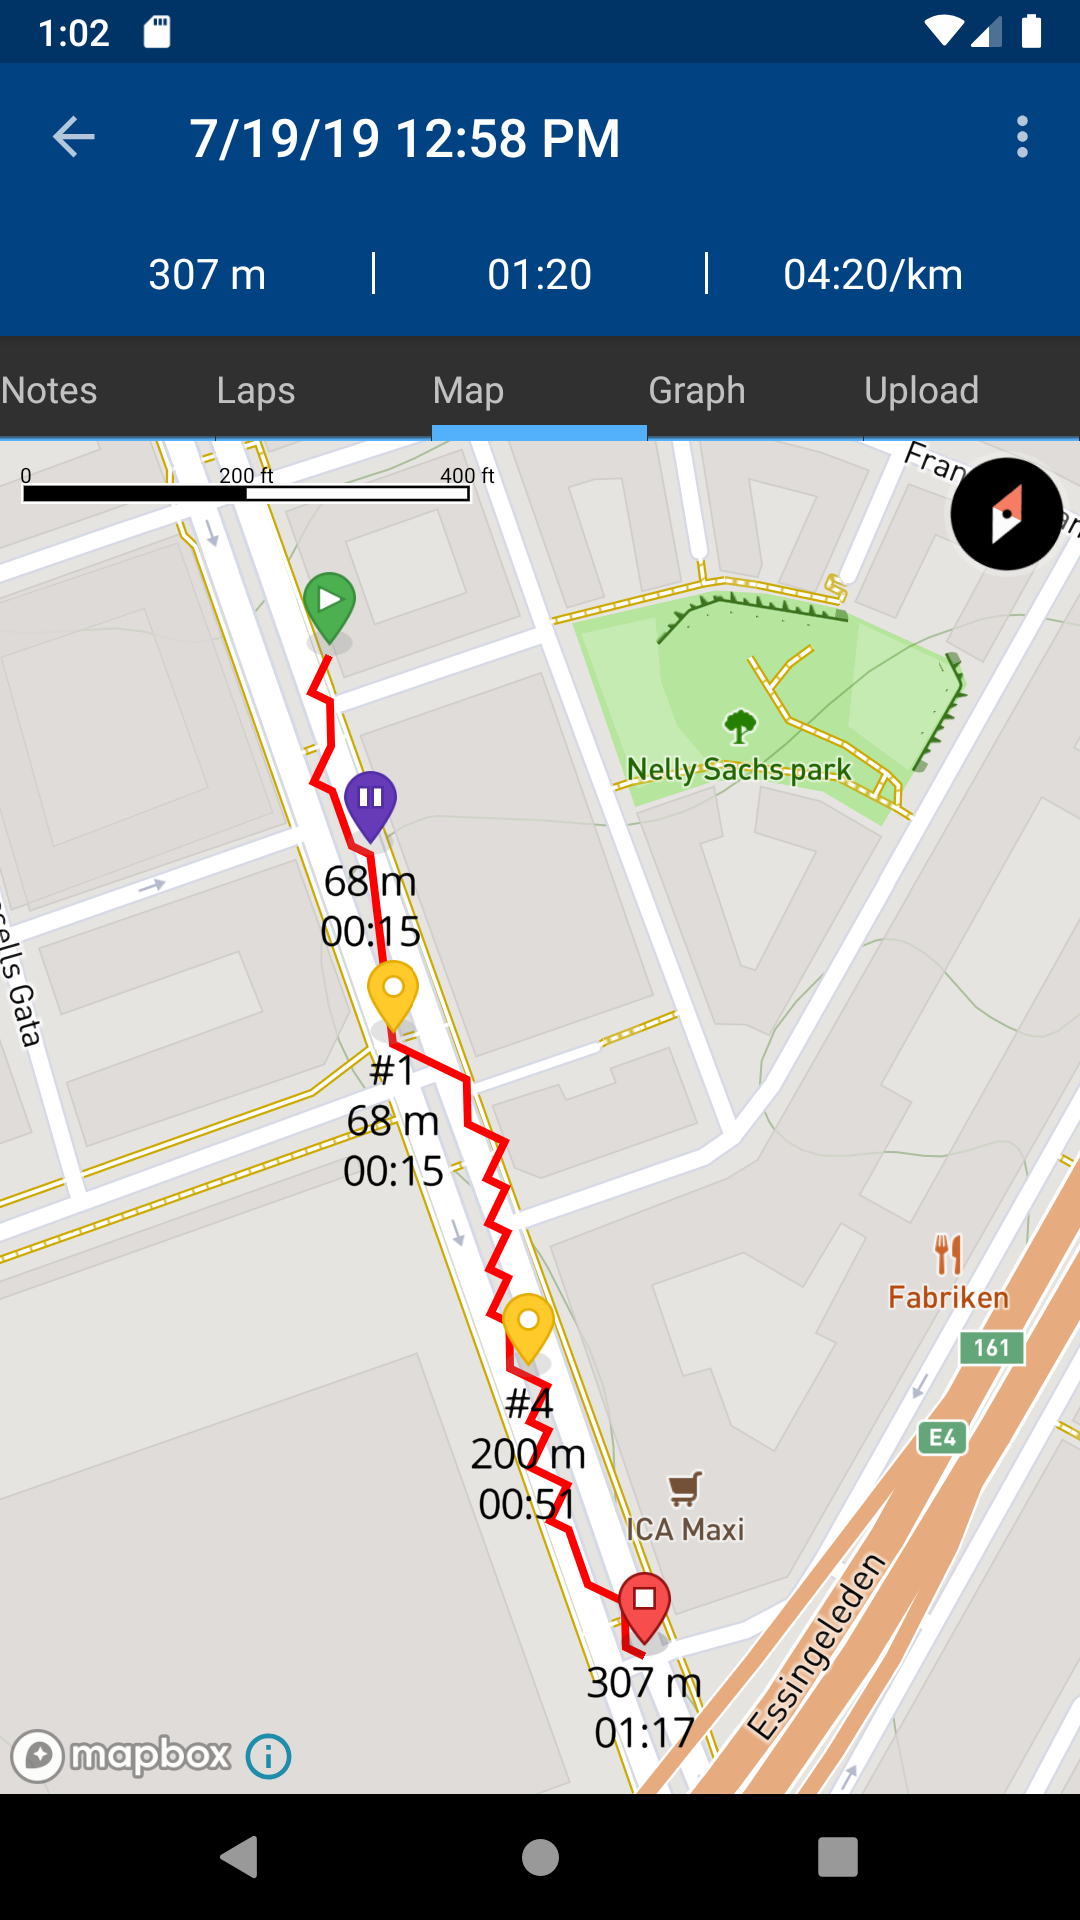 1:02
7/19/19 12:58 PM
307 m
01:20
04:20/km
Notes
Laps
Map
Graph
Upload
0
200 ft
400 ft
Nelly Sachs park
68 m
00:15
#1
68 m
00:15
Gata
Fabriken
161
E4
#4
200 m
00:51
ICA Maxi
Essingeleden
307 m
01:17
mapbox